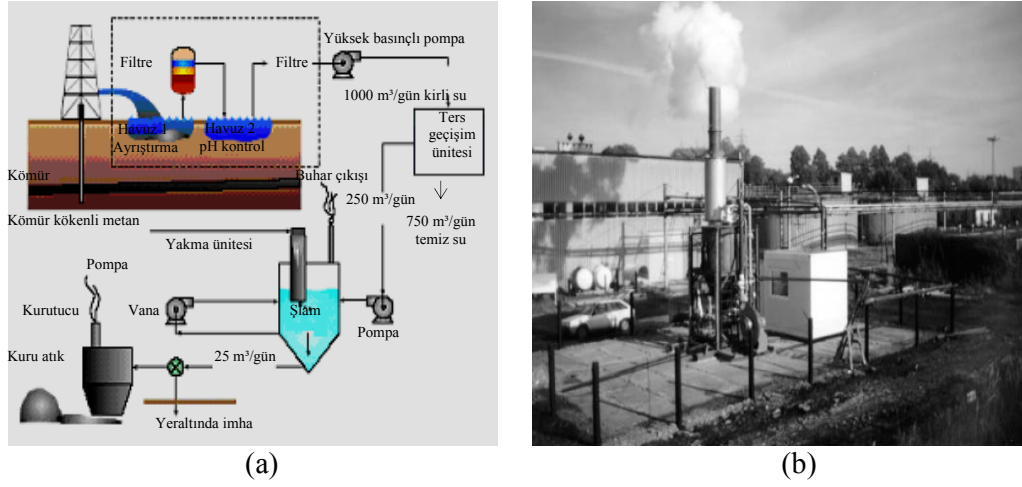 Yüksek basınçlı pompa
Filtre
Filtre
1000 m³/gün kirli su
Ters
geçişim
ünitesi
Havuz 1
Ayrıştırma
Havuz 2
pH kontrol
Kömür
Buhar çıkışı
250 m³/gün
750 m³/gün
temiz su
Kömür kökenli metan
Yakma ünitesi
Pompa
Kurutucu
Vana
Şlam
Pompa
Kuru atık
25 m³/gün
Yeraltında imha
(a)
(b)